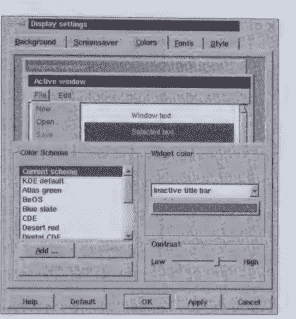 Display settings
Background Screensaver Colors Fonts Style
Active window
File Edit
New
Open
Save
Window text
Selected text
Color Scheme
Widget color
Current scheme
KDE default
Atlas green
BeOS
Blue slate
CDE
Desert red
Digital CDE
Inactive title bar
Add ...
Contrast
Low High
Help Default OK Apply Cancel